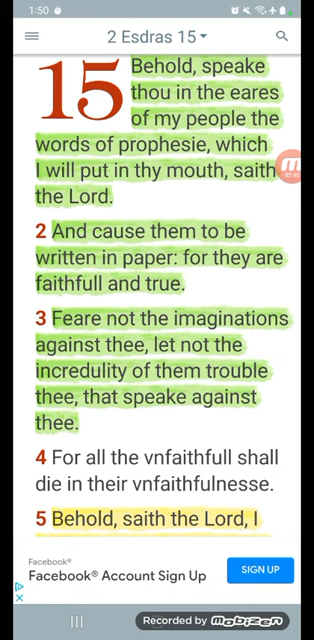 1:50
2 Esdras 15
15 Behold, speake
thou in the eares
of my people the
words of prophesie, which
I will put in thy mouth, saith
the Lord.
2 And cause them to be
written in paper: for they are
faithfull and true.
3 Feare not the imaginations
against thee, let not the
incredulity of them trouble
thee, that speake against
thee.
4 For all the vnfaithfull shall
die in their vnfaithfulnesse.
5 Behold, saith the Lord, I
Facebook®
Facebook® Account Sign Up
SIGN UP
Recorded by mobizen